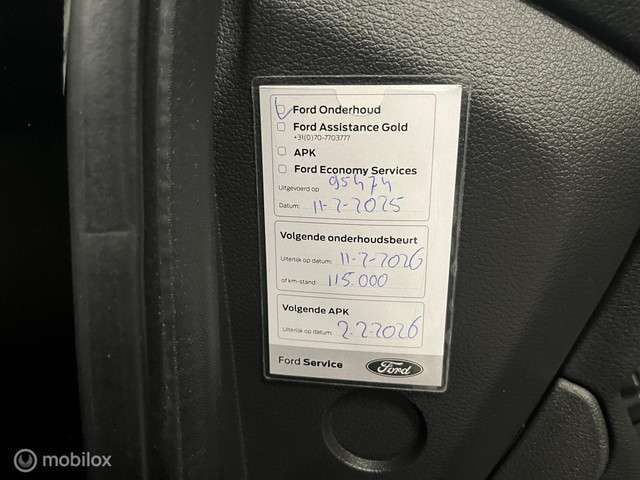 Ford Onderhoud
Ford Assistance Gold
+31(0)70-7703777
APK
Ford Economy Services
Uitgevoerd op 95474
Datum: 11-2-2025
Volgende onderhoudsbeurt
Uiterlijk op datum: 11-2-2026
of km-stand: 115.000
Volgende APK
Uiterlijk op datum: 2-2-2026
Ford Service Ford
mobilox